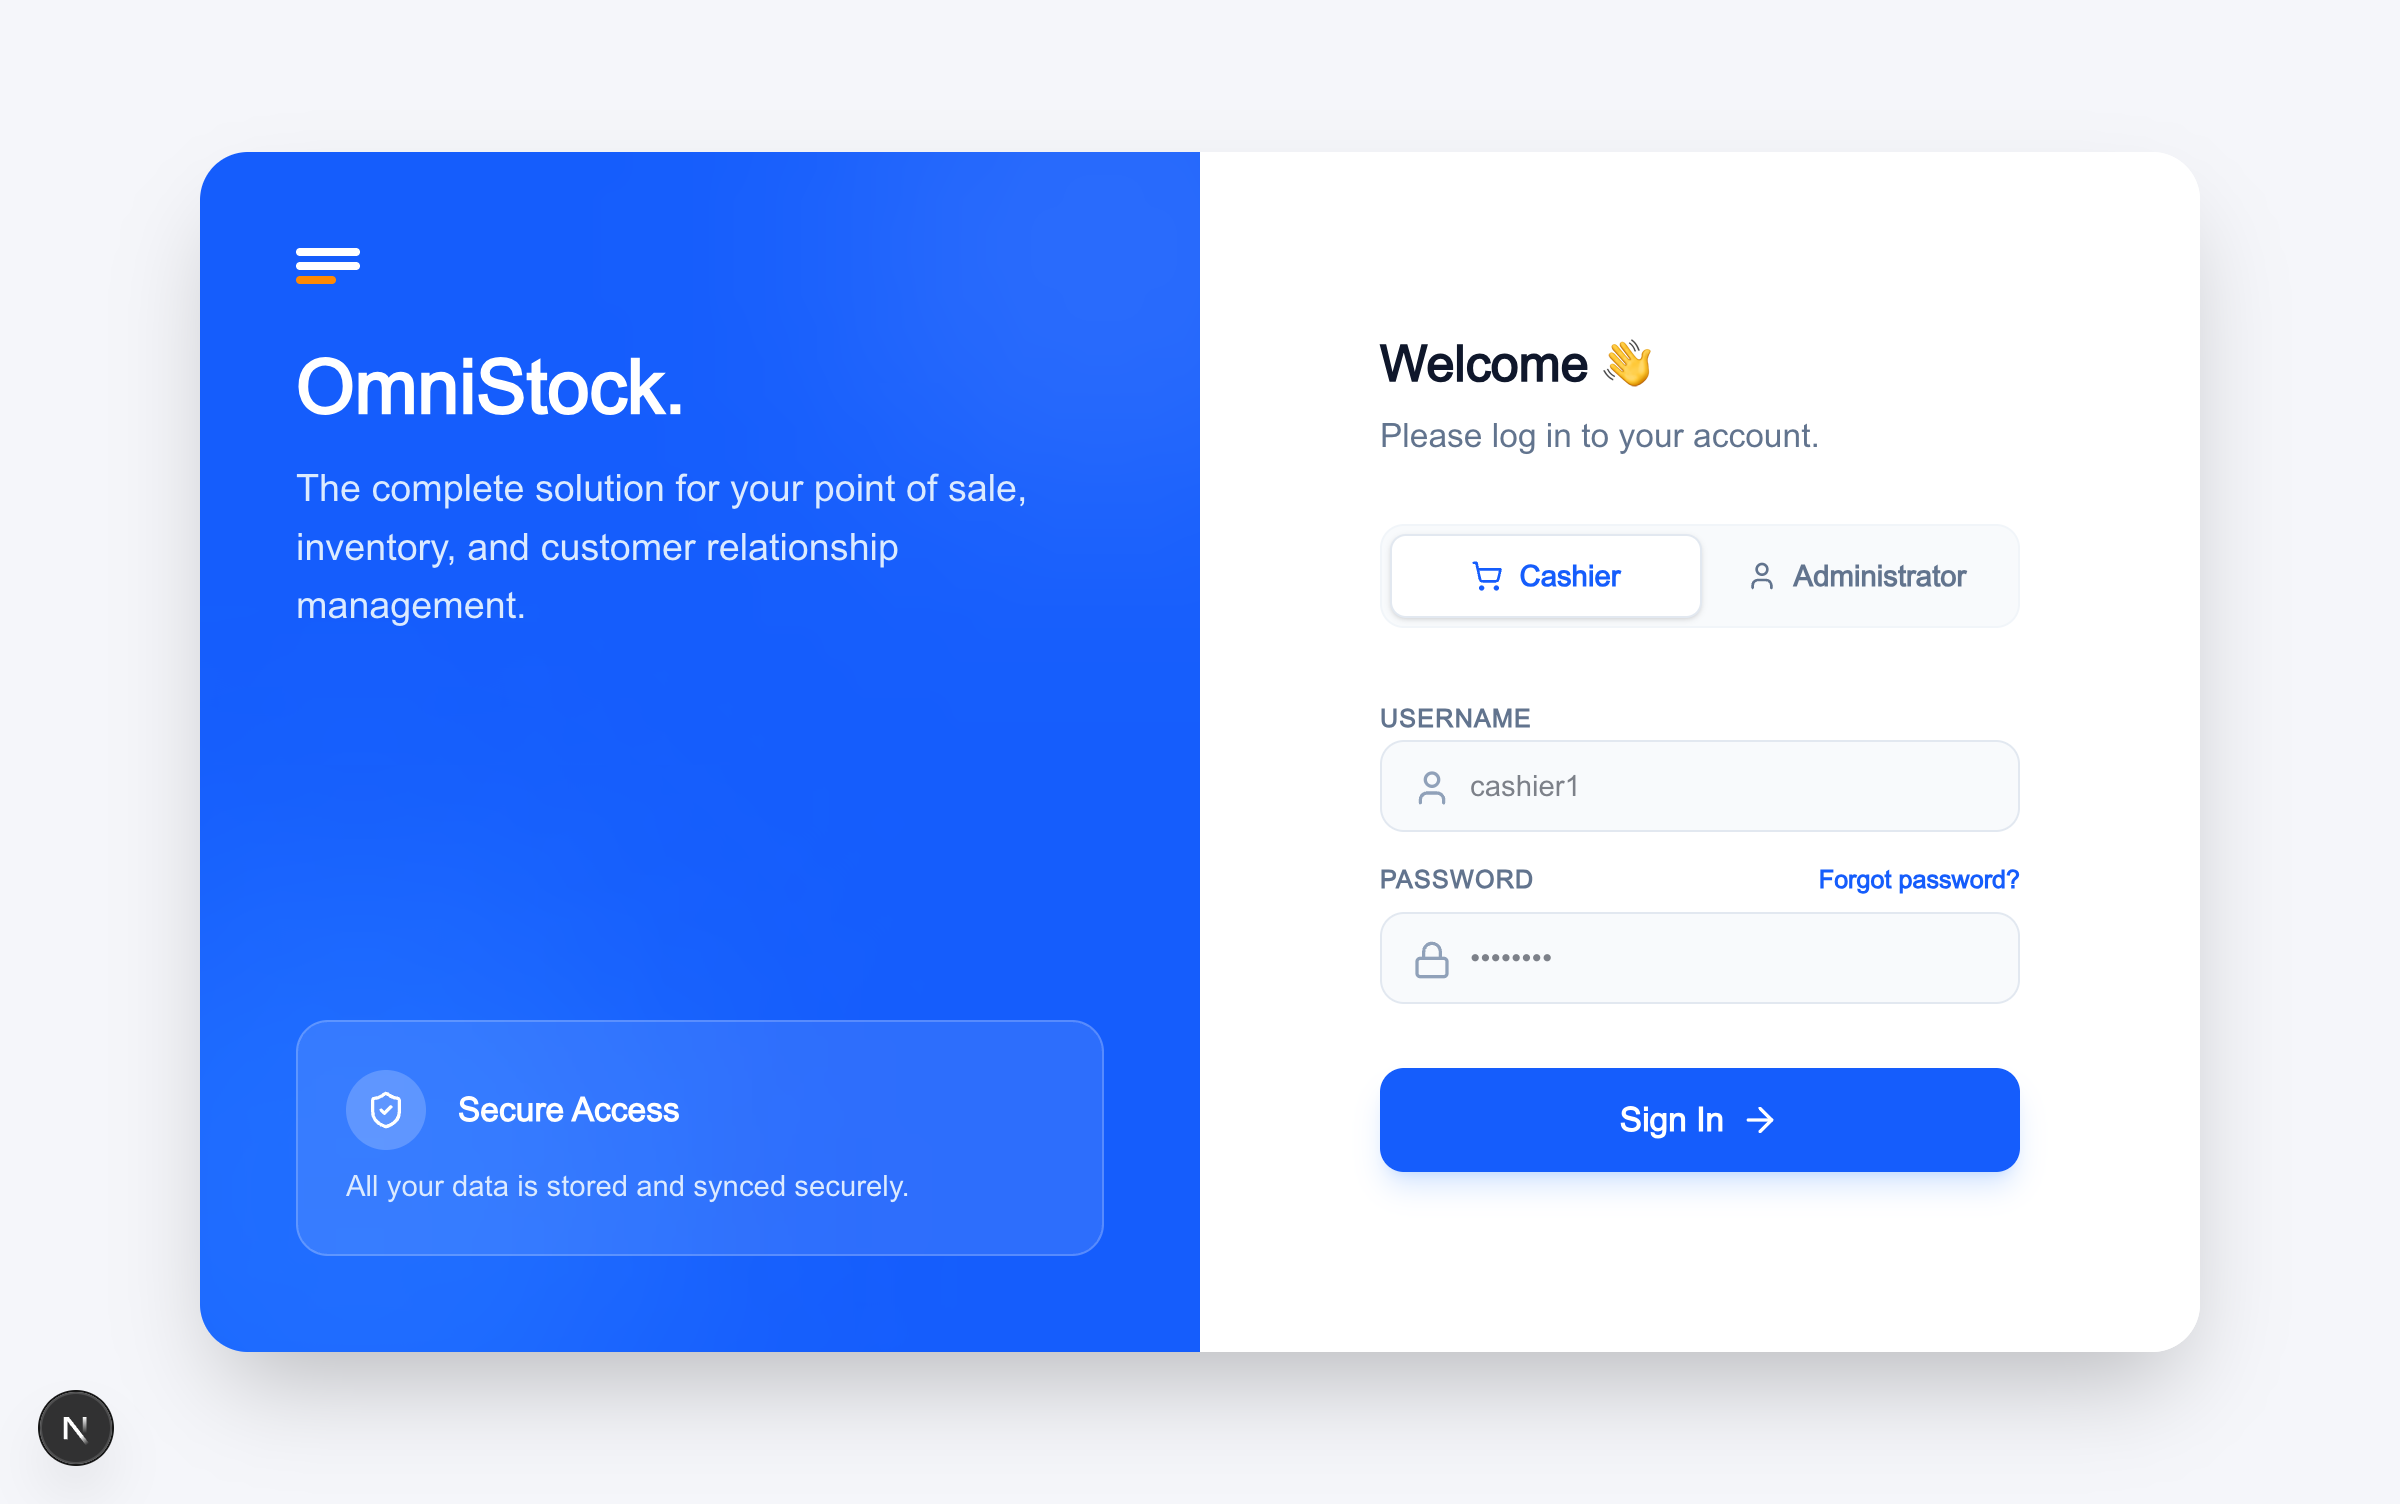 OmniStock.
The complete solution for your point of sale,
inventory, and customer relationship
management.
Secure Access
All your data is stored and synced securely.
Welcome 👋
Please log in to your account.
Cashier
Administrator
USERNAME
cashier1
PASSWORD
Forgot password?
••••••••
Sign In
N